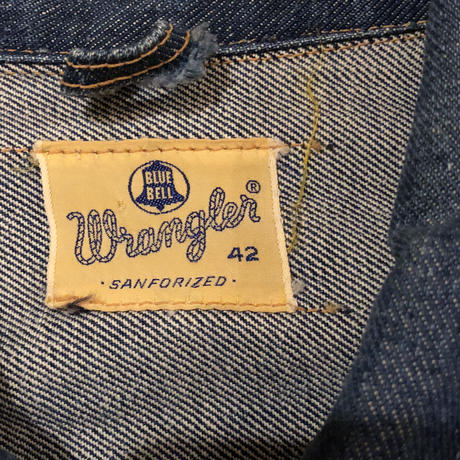 BLUE
BELL
Wrangler®
42
· SANFORIZED ·